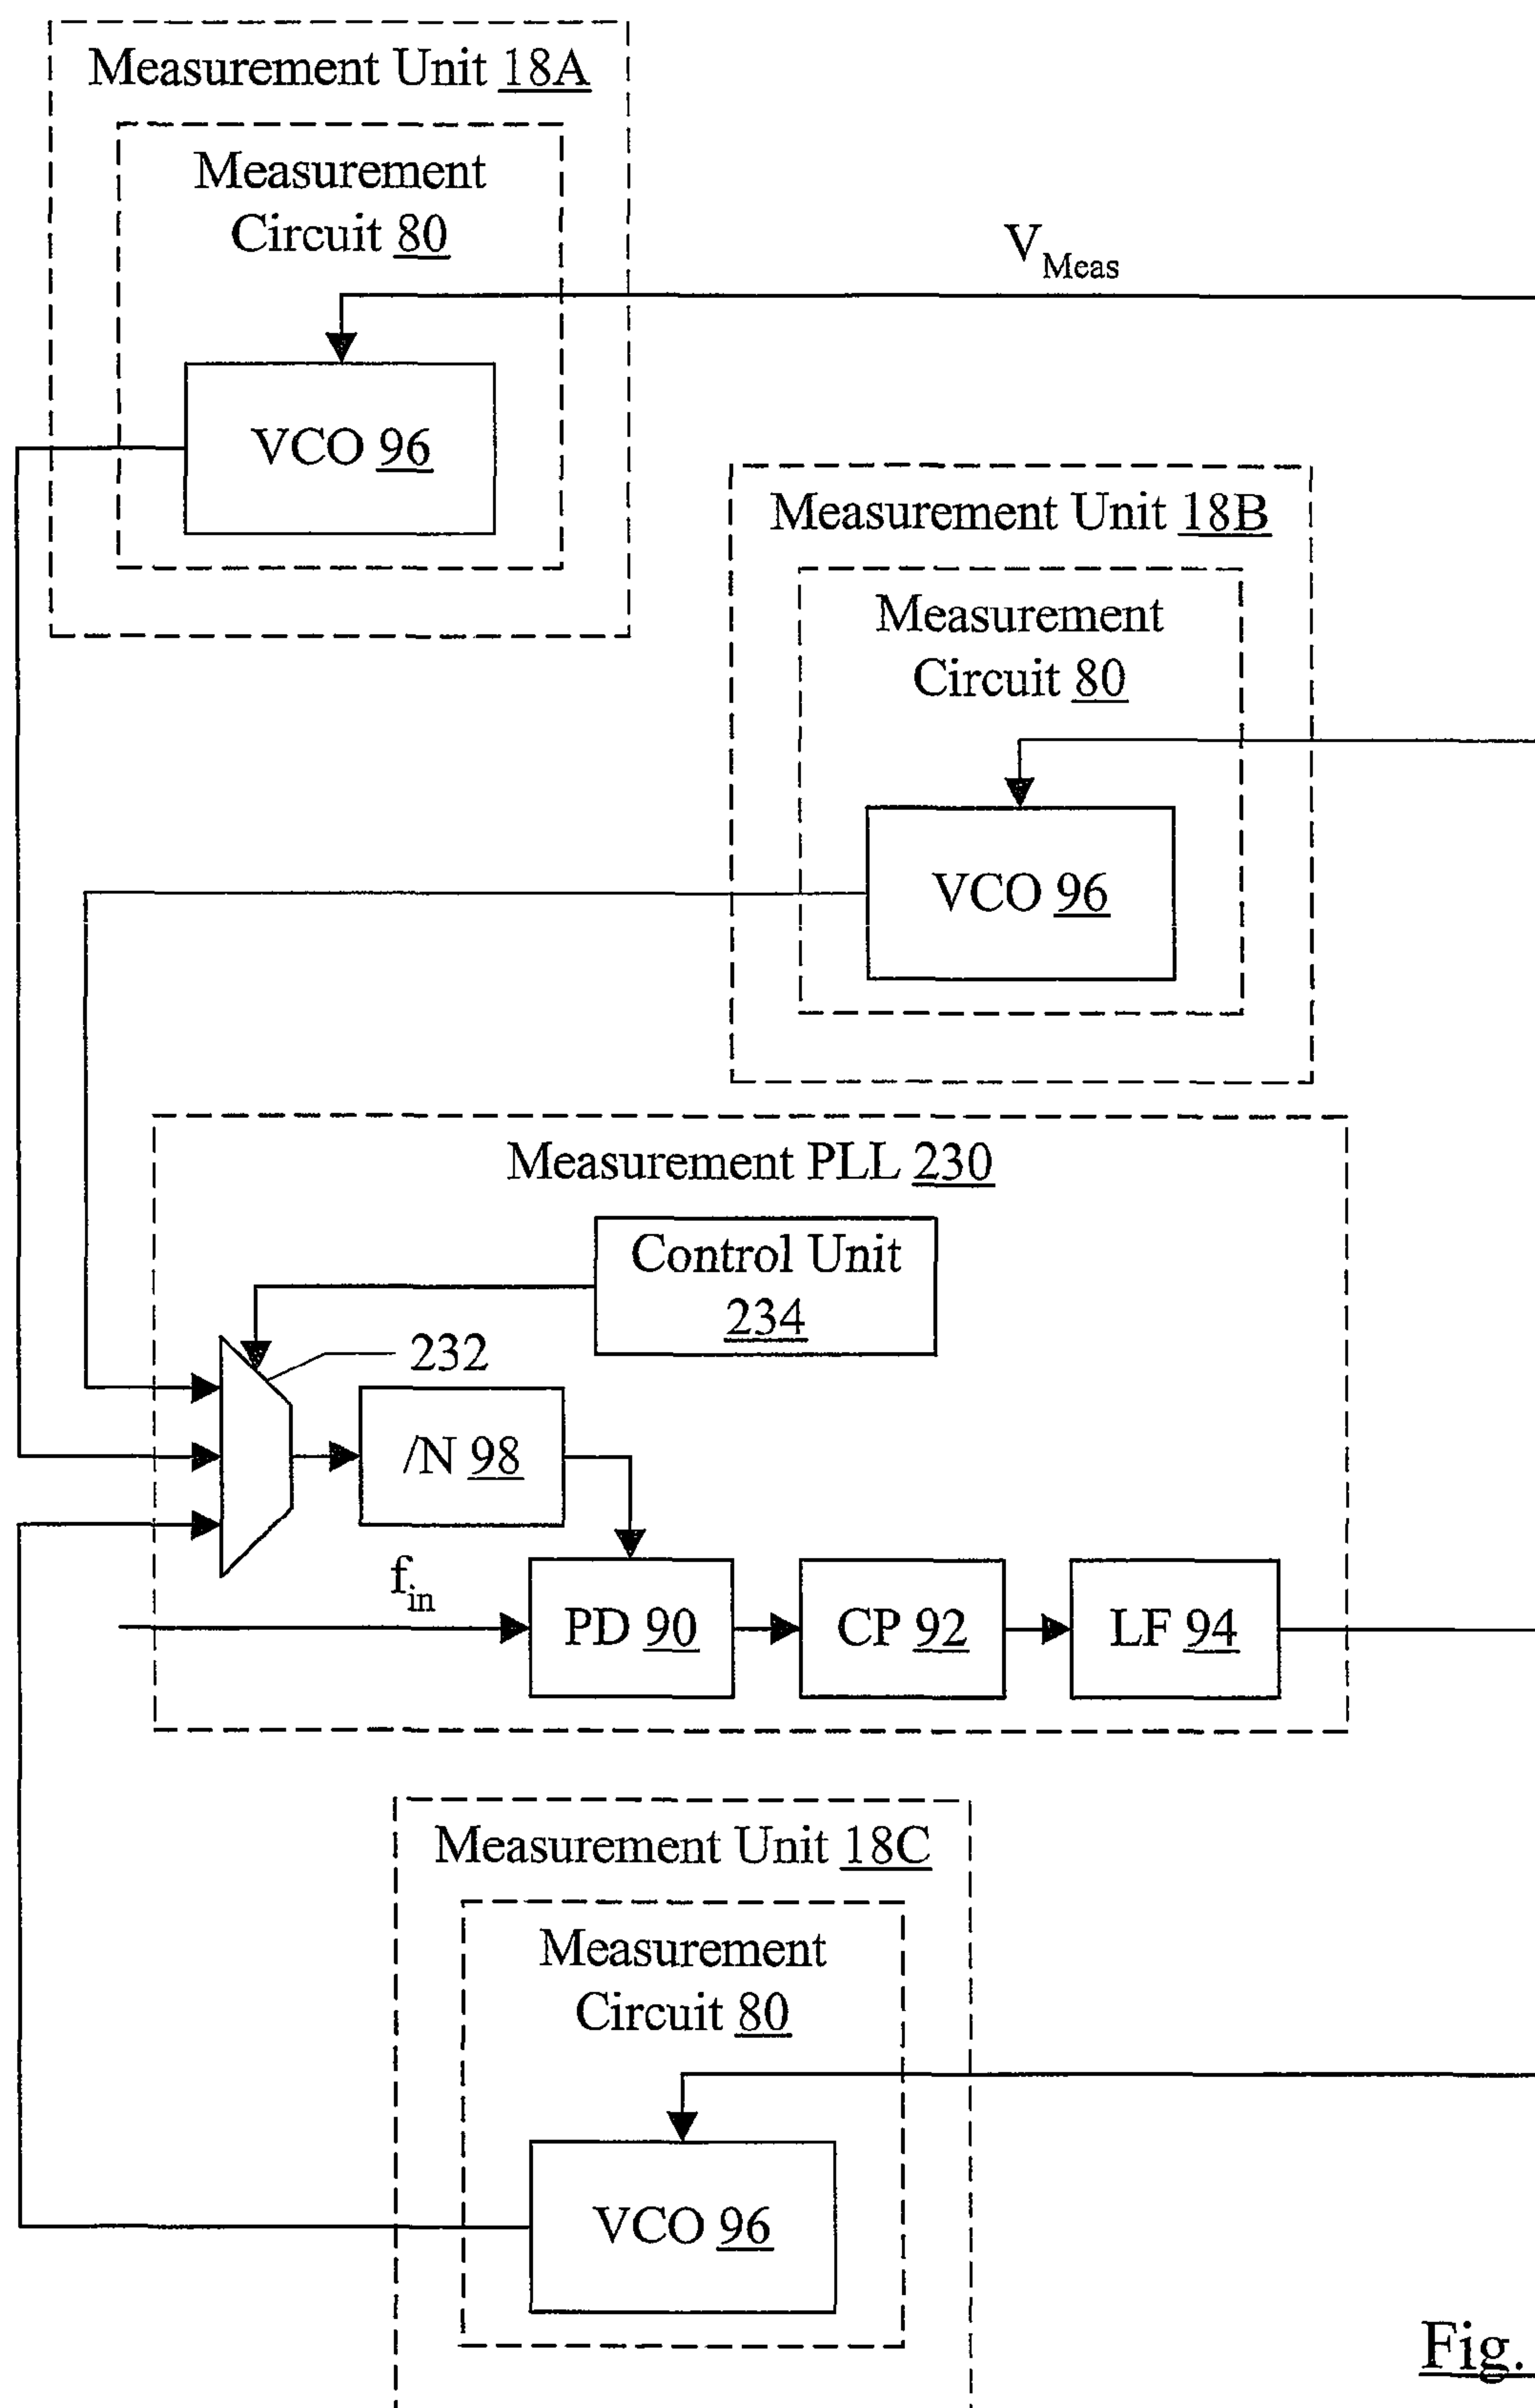 Measurement Unit 18A
Measurement
Circuit 80
V Meas
VCO 96
Measurement Unit 18B
Measurement
Circuit 80
VCO 96
Measurement PLL 230
Control Unit
234
232
/N 98
f in
PD 90
CP 92
LF 94
Measurement Unit 18C
Measurement
Circuit 80
VCO 96
Fig.